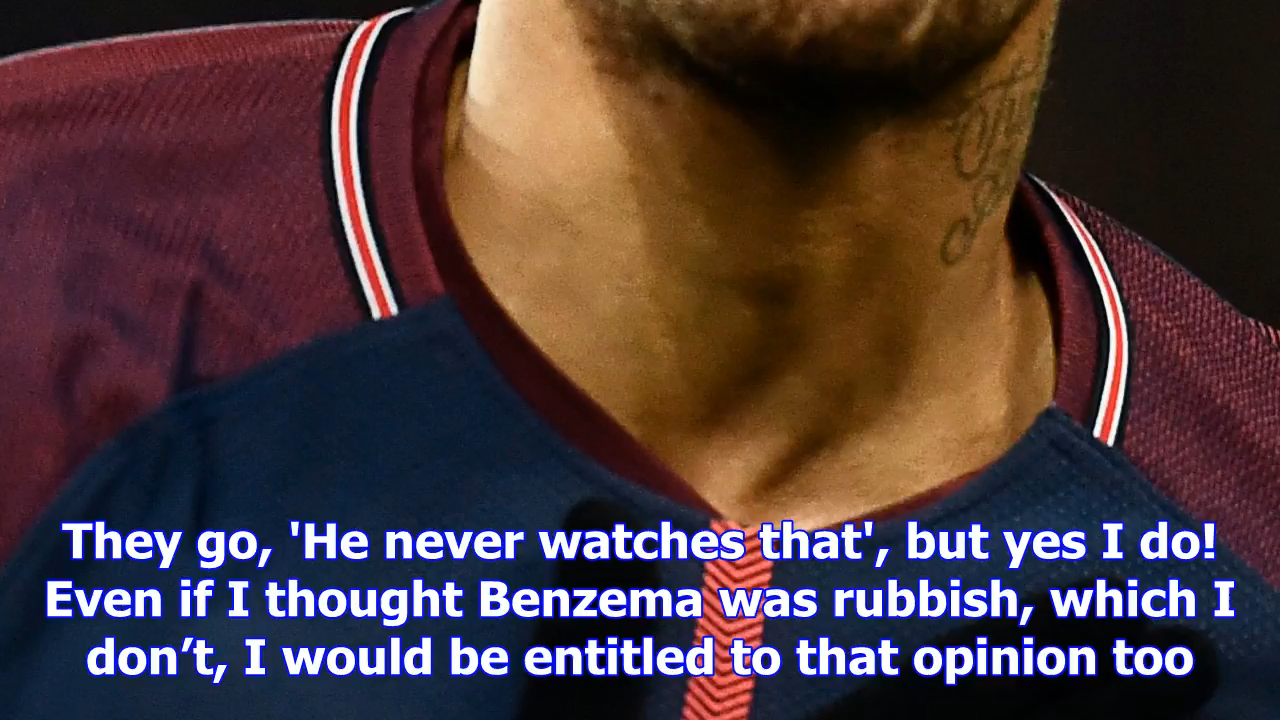 They go, 'He never watches that', but yes I do!
Even if I thought Benzema was rubbish, which I
don’t, I would be entitled to that opinion too